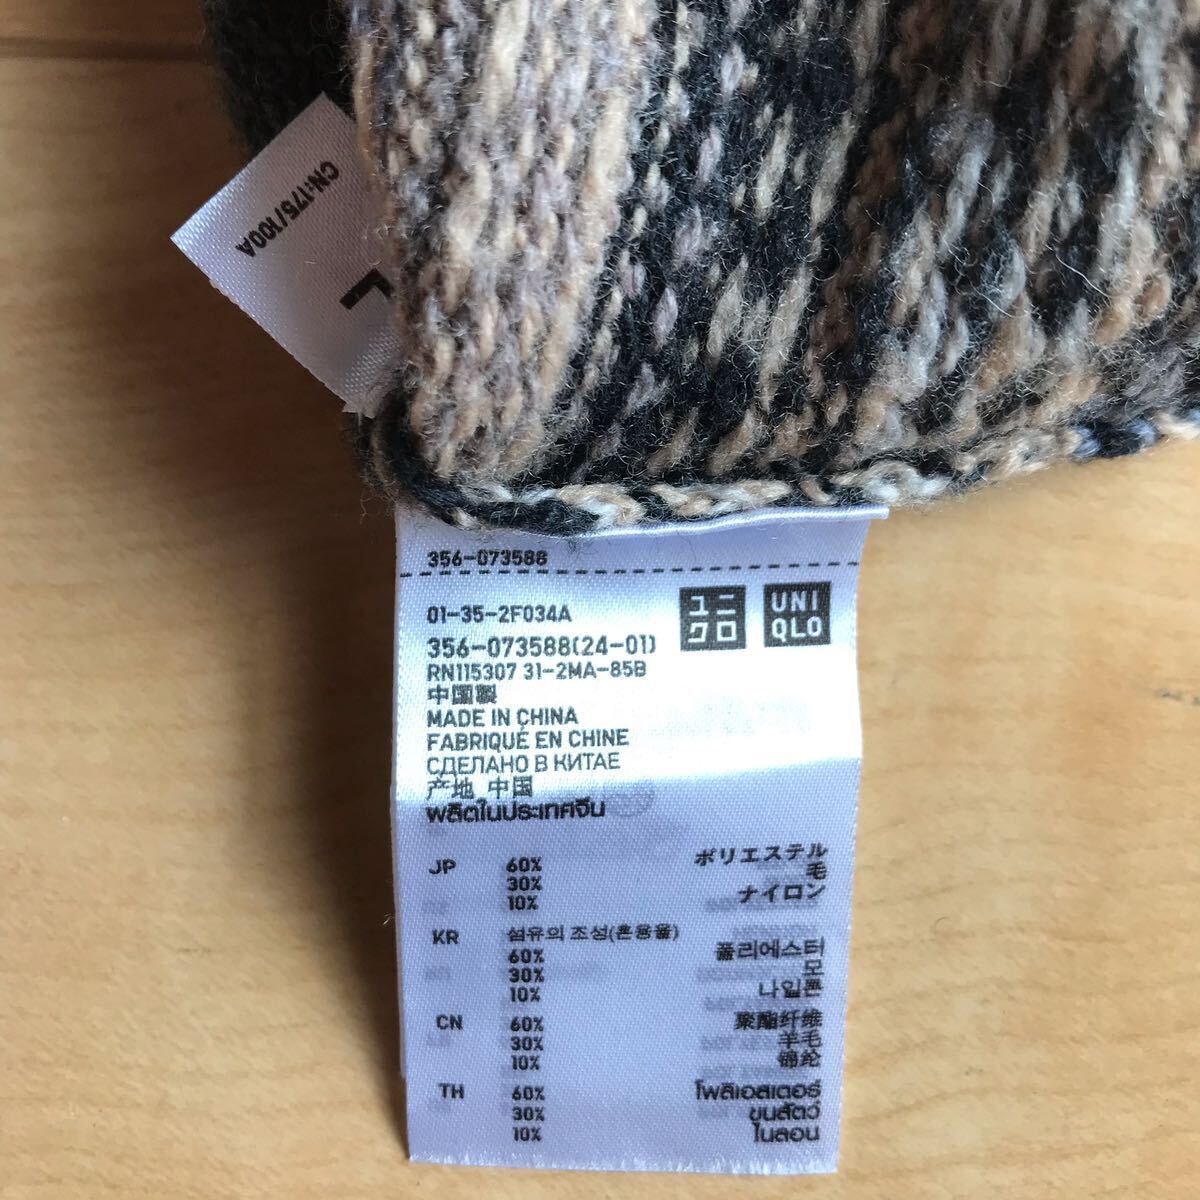 CN:175/100A
L
356-073588
01-35-2F034A
ユニクロ
UNIQLO
356-073588(24-01)
RN115307 31-2MA-85B
中国製
MADE IN CHINA
FABRIQUÉ EN CHINE
СДЕЛАНО В КИТАЕ
产地 中国
ผลิตในประเทศจีน
JP 60% ポリエステル
30% 毛
10% ナイロン
KR 섬유의 조성(혼용율)
60% 폴리에스터
30% 모
10% 나일론
CN 60% 聚酯纤维
30% 羊毛
10% 锦纶
TH 60% โพลิเอสเตอร์
30% ขนสัตว์
10% ไนลอน